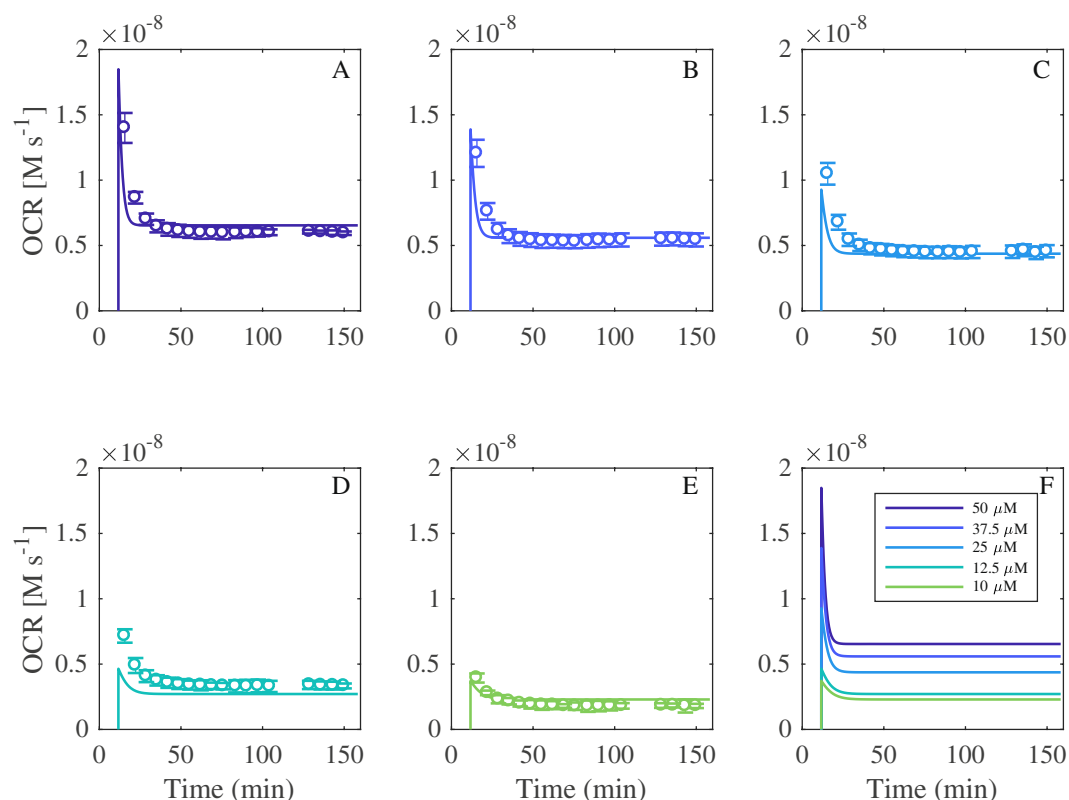 ×10⁻⁸ ×10⁻⁸ ×10⁻⁸
2 2 2
A B C
1.5 1.5 1.5
1 1 1
0.5 0.5 0.5
0 0 0
OCR [M s⁻¹]
0 50 100 150 0 50 100 150 0 50 100 150
×10⁻⁸ ×10⁻⁸ ×10⁻⁸
2 2 2
D E F
50 μM
37.5 μM
25 μM
12.5 μM
10 μM
1.5 1.5 1.5
1 1 1
0.5 0.5 0.5
0 0 0
OCR [M s⁻¹]
0 50 100 150 0 50 100 150 0 50 100 150
Time (min) Time (min) Time (min)